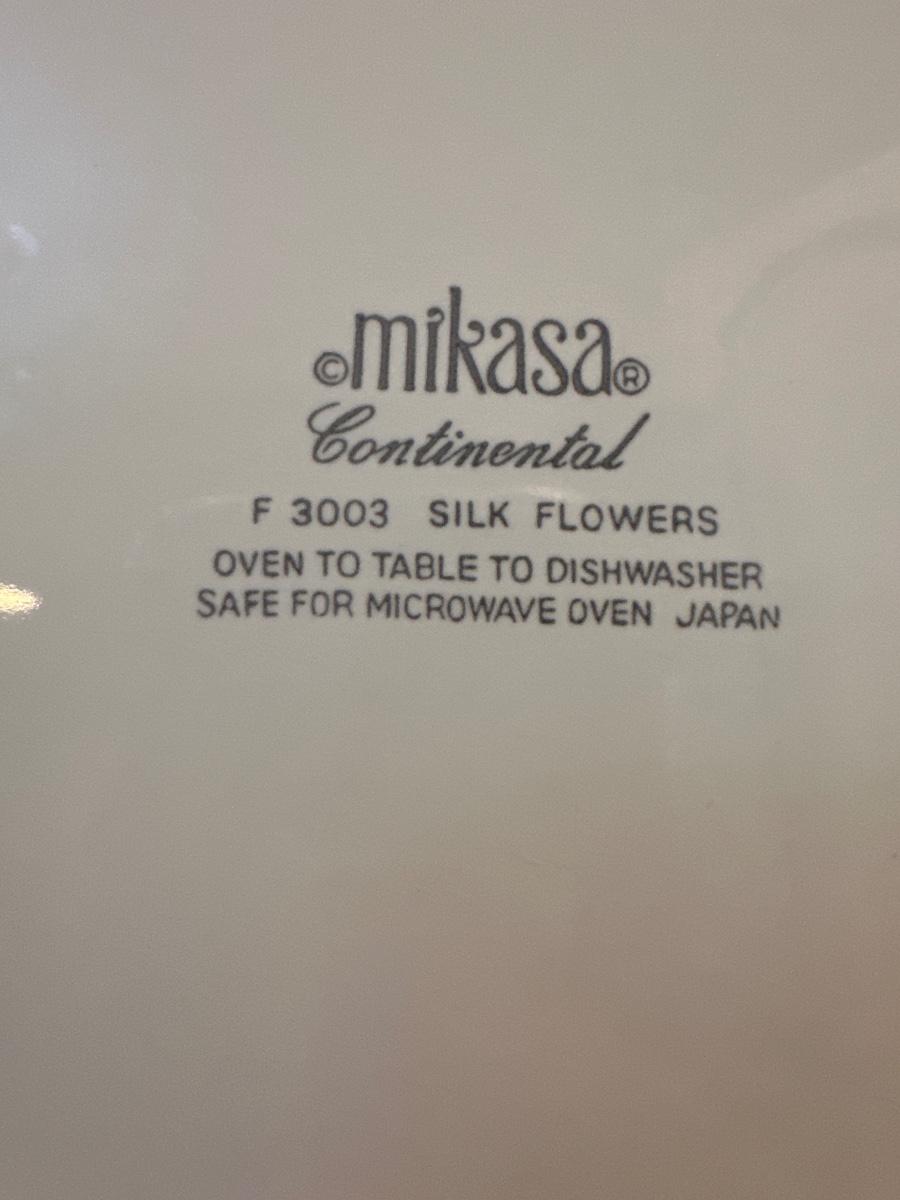 ©mikasa®
Continental
F 3003 SILK FLOWERS
OVEN TO TABLE TO DISHWASHER
SAFE FOR MICROWAVE OVEN JAPAN